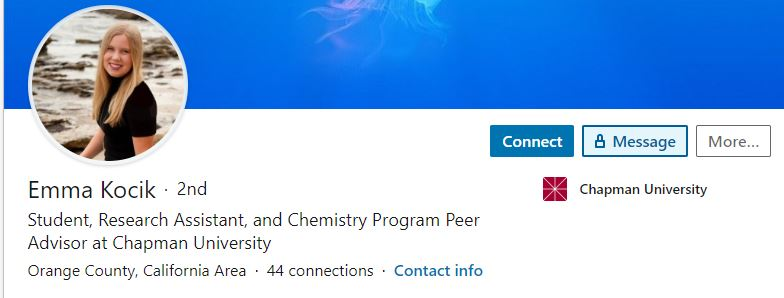 Connect
Message
More...
Emma Kocik · 2nd
Chapman University
Student, Research Assistant, and Chemistry Program Peer
Advisor at Chapman University
Orange County, California Area · 44 connections · Contact info